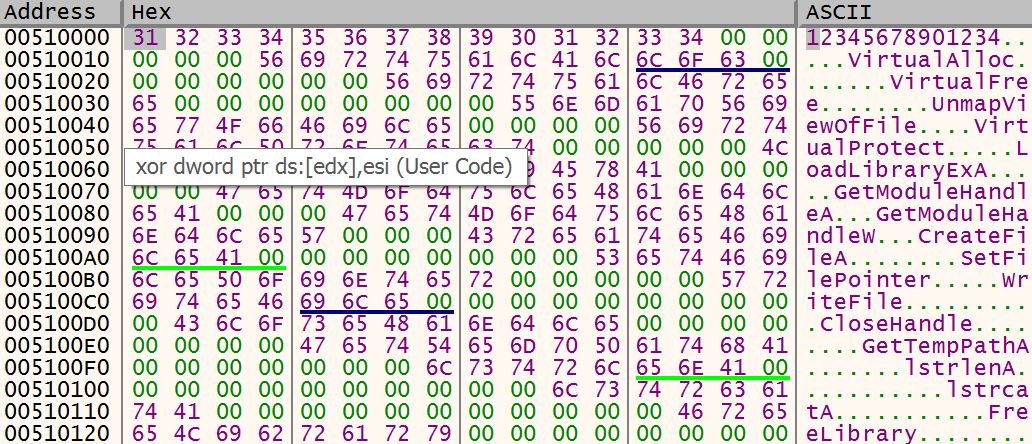 Address Hex ASCII
00510000 31 32 33 34 35 36 37 38 39 30 31 32 33 34 00 00 12345678901234..
00510010 00 00 00 56 69 72 74 75 61 6C 41 6C 6C 6F 63 00 ...VirtualAlloc.
00510020 00 00 00 00 00 00 56 69 72 74 75 61 6C 46 72 65 ......VirtualFre
00510030 65 00 00 00 00 00 00 00 00 55 6E 6D 61 70 56 69 e........UnmapVi
00510040 65 77 4F 66 46 69 6C 65 00 00 00 00 56 69 72 74 ewOfFile....Virt
00510050 75 61 6C 50 72 6F 74 65 63 74 00 00 00 00 00 4C ualProtect.....L
xor dword ptr ds:[edx],esi (User Code)
00510060 45 78 41 00 00 00 oadLibraryExA...
00510070 00 00 47 65 74 4D 6F 64 75 6C 65 48 61 6E 64 6C ..GetModuleHandl
00510080 65 41 00 00 00 47 65 74 4D 6F 64 75 6C 65 48 61 eA...GetModuleHa
00510090 6E 64 6C 65 57 00 00 00 43 72 65 61 74 65 46 69 ndleW...CreateFi
005100A0 6C 65 41 00 00 00 00 00 00 00 00 53 65 74 46 69 leA........SetFi
005100B0 6C 65 50 6F 69 6E 74 65 72 00 00 00 00 00 57 72 lePointer.....Wr
005100C0 69 74 65 46 69 6C 65 00 00 00 00 00 00 00 00 00 iteFile.........
005100D0 00 43 6C 6F 73 65 48 61 6E 64 6C 65 00 00 00 00 .CloseHandle....
005100E0 00 00 00 00 47 65 74 54 65 6D 70 50 61 74 68 41 ....GetTempPathA
005100F0 00 00 00 00 00 00 00 6C 73 74 72 6C 65 6E 41 00 .......lstrlenA.
00510100 00 00 00 00 00 00 00 00 00 00 6C 73 74 72 63 61 ..........lstrca
00510110 74 41 00 00 00 00 00 00 00 00 00 00 00 46 72 65 tA...........Fre
00510120 65 4C 69 62 72 61 72 79 00 00 00 00 00 00 00 00 eLibrary........